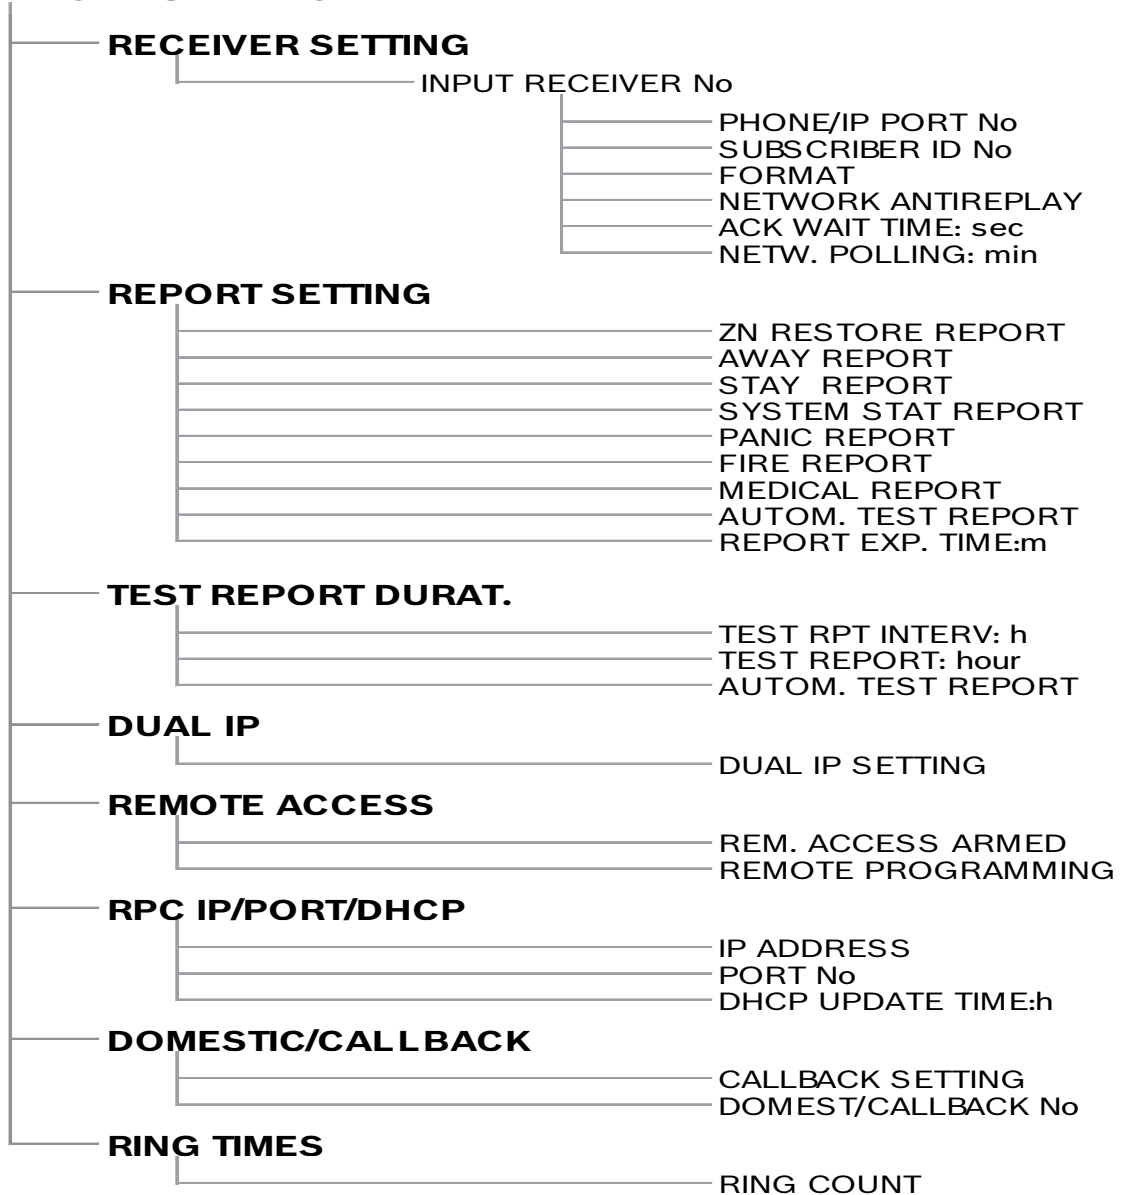 RECEIVER SETTING
INPUT RECEIVER No
PHONE/IP PORT No
SUBSCRIBER ID No
FORMAT
NETWORK ANTIREPLAY
ACK WAIT TIME: sec
NETW. POLLING: min
REPORT SETTING
ZN RESTORE REPORT
AWAY REPORT
STAY REPORT
SYSTEM STAT REPORT
PANIC REPORT
FIRE REPORT
MEDICAL REPORT
AUTOM. TEST REPORT
REPORT EXP. TIME:m
TEST REPORT DURAT.
TEST RPT INTERV: h
TEST REPORT: hour
AUTOM. TEST REPORT
DUAL IP
DUAL IP SETTING
REMOTE ACCESS
REM. ACCESS ARMED
REMOTE PROGRAMMING
RPC IP/PORT/DHCP
IP ADDRESS
PORT No
DHCP UPDATE TIME:h
DOMESTIC/CALLBACK
CALLBACK SETTING
DOMEST/CALLBACK No
RING TIMES
RING COUNT